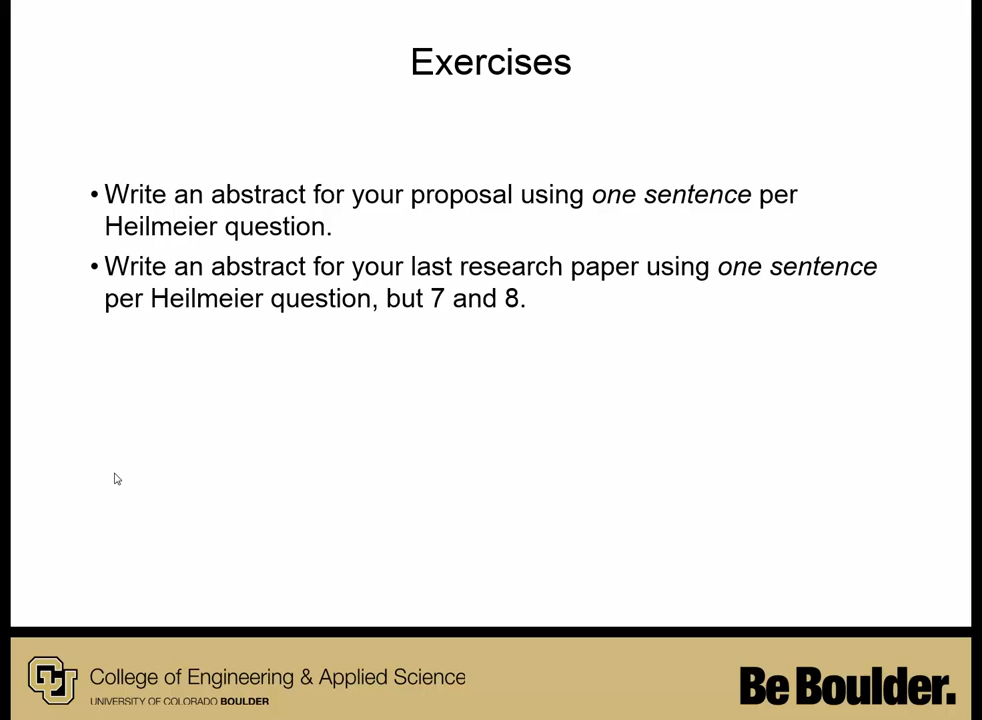 Exercises
• Write an abstract for your proposal using one sentence per
Heilmeier question.
• Write an abstract for your last research paper using one sentence
per Heilmeier question, but 7 and 8.
CU
College of Engineering & Applied Science
UNIVERSITY OF COLORADO BOULDER
Be Boulder.